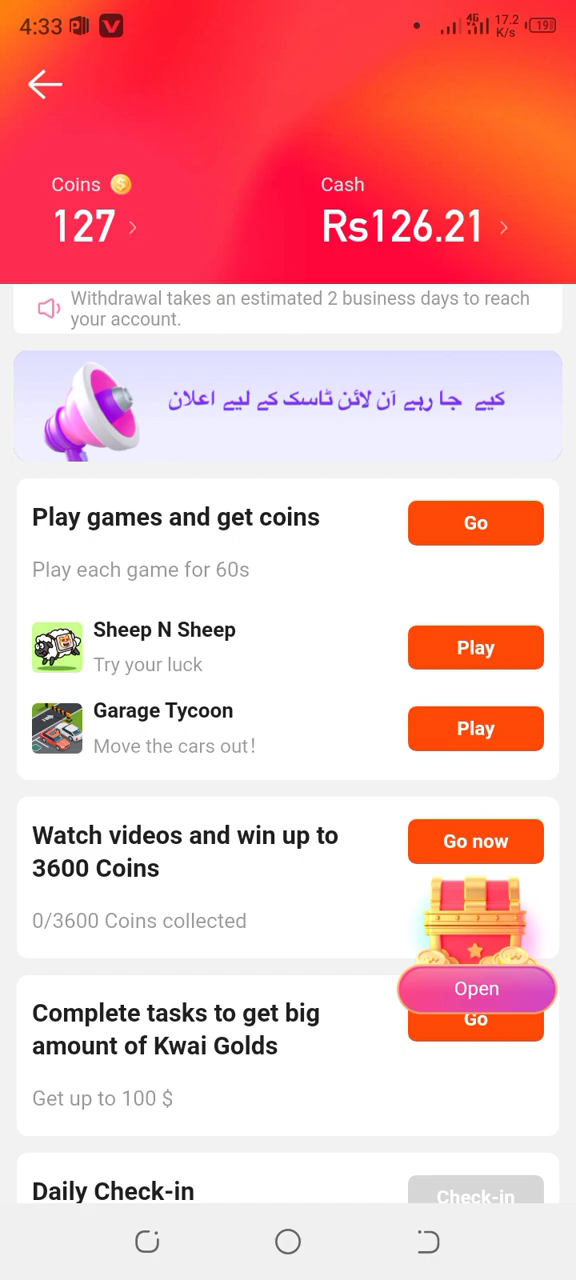 4:33
4G
17.2
K/s
19
Coins
Cash
127
Rs126.21
Withdrawal takes an estimated 2 business days to reach
your account.
کیے جا رہے آن لائن ٹاسک کے لیے اعلان
Play games and get coins
Go
Play each game for 60s
Sheep N Sheep
Play
Try your luck
Garage Tycoon
Play
Move the cars out!
Watch videos and win up to
3600 Coins
Go now
0/3600 Coins collected
Open
Complete tasks to get big
amount of Kwai Golds
Go
Get up to 100 $
Daily Check-in
Check-in